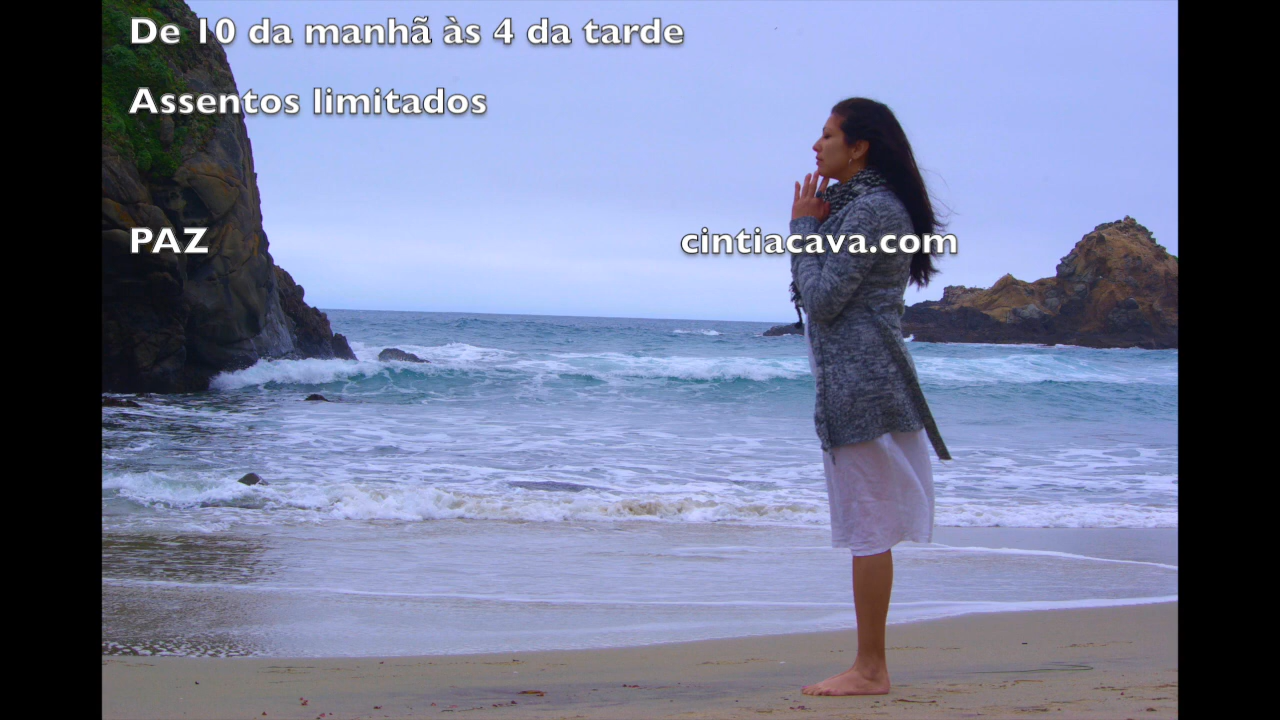 De 10 da manhã às 4 da tarde
Assentos limitados
PAZ cintiacava.com